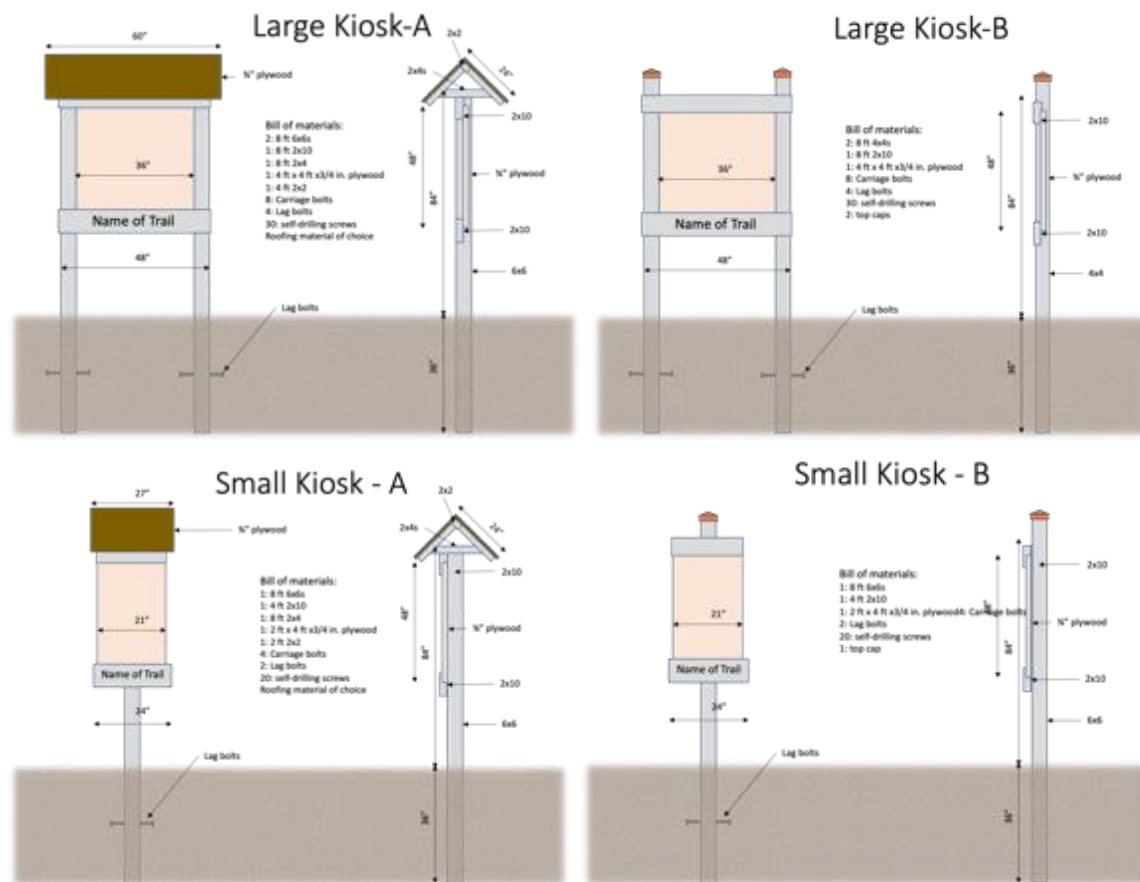 Large Kiosk-A
60"
¾" plywood
36"
Name of Trail
48"
Lag bolts
Bill of materials:
2: 8 ft 6x6s
1: 8 ft 2x10
1: 8 ft 2x4
1: 4 ft x 4 ft x3/4 in. plywood
1: 4 ft 2x2
8: Carriage bolts
4: Lag bolts
30: self-drilling screws
Roofing material of choice
2x2
24"
2x4s
2x10
48"
¾" plywood
84"
2x10
6x6
36"
Large Kiosk-B
36"
Name of Trail
48"
Lag bolts
Bill of materials:
2: 8 ft 4x4s
1: 8 ft 2x10
1: 4 ft x 4 ft x3/4 in. plywood
8: Carriage bolts
4: Lag bolts
30: self-drilling screws
2: top caps
2x10
48"
¾" plywood
84"
2x10
4x4
36"
Small Kiosk - A
27"
¾" plywood
21"
Name of Trail
24"
Lag bolts
Bill of materials:
1: 8 ft 6x6s
1: 4 ft 2x10
1: 8 ft 2x4
1: 2 ft x 4 ft x3/4 in. plywood
1: 2 ft 2x2
4: Carriage bolts
2: Lag bolts
20: self-drilling screws
Roofing material of choice
2x2
24"
2x4s
2x10
48"
¾" plywood
84"
2x10
6x6
36"
Small Kiosk - B
21"
Name of Trail
24"
Lag bolts
Bill of materials:
1: 8 ft 6x6s
1: 4 ft 2x10
1: 2 ft x 4 ft x3/4 in. plywood4: Carriage bolts
2: Lag bolts
20: self-drilling screws
1: top cap
2x10
¾" plywood
84"
2x10
6x6
36"